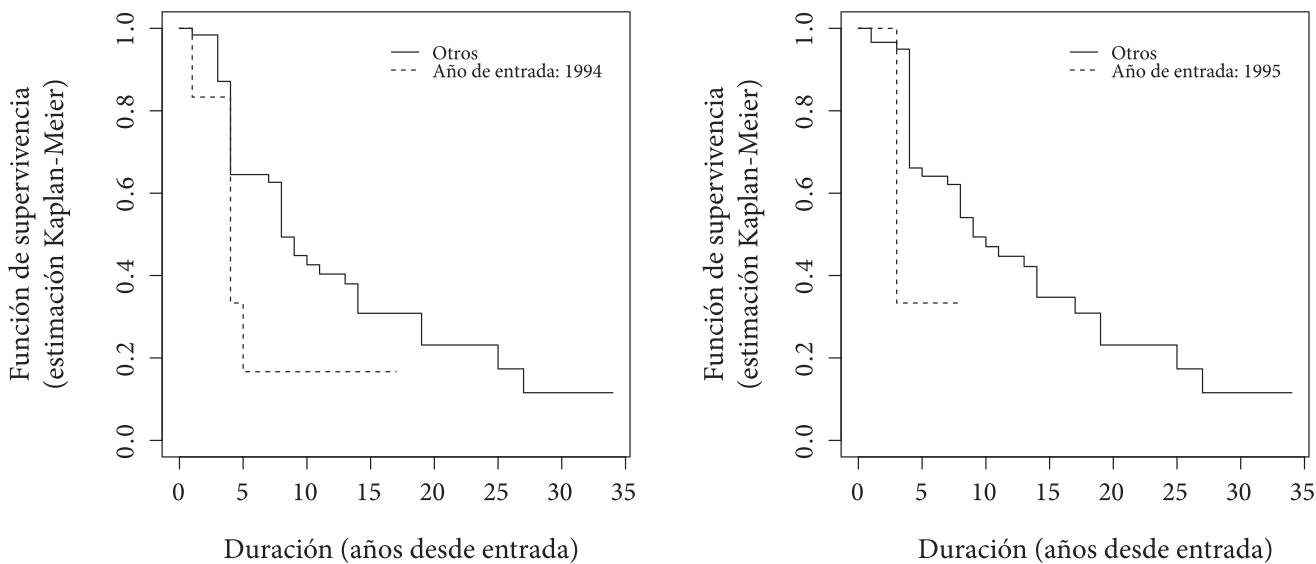 Función de supervivencia
(estimación Kaplan-Meier)
1.0
0.8
0.6
0.4
0.2
0.0
Otros
Año de entrada: 1994
0 5 10 15 20 25 30 35
Duración (años desde entrada)
Función de supervivencia
(estimación Kaplan-Meier)
1.0
0.8
0.6
0.4
0.2
0.0
Otros
Año de entrada: 1995
0 5 10 15 20 25 30 35
Duración (años desde entrada)